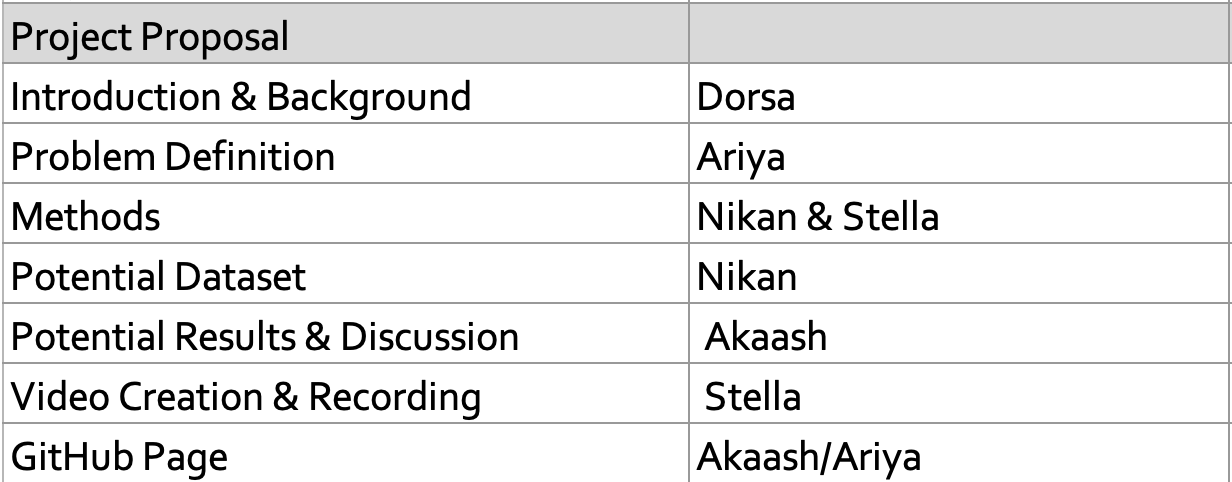 Project Proposal
Introduction & Background Dorsa
Problem Definition Ariya
Methods Nikan & Stella
Potential Dataset Nikan
Potential Results & Discussion Akaash
Video Creation & Recording Stella
GitHub Page Akaash/Ariya